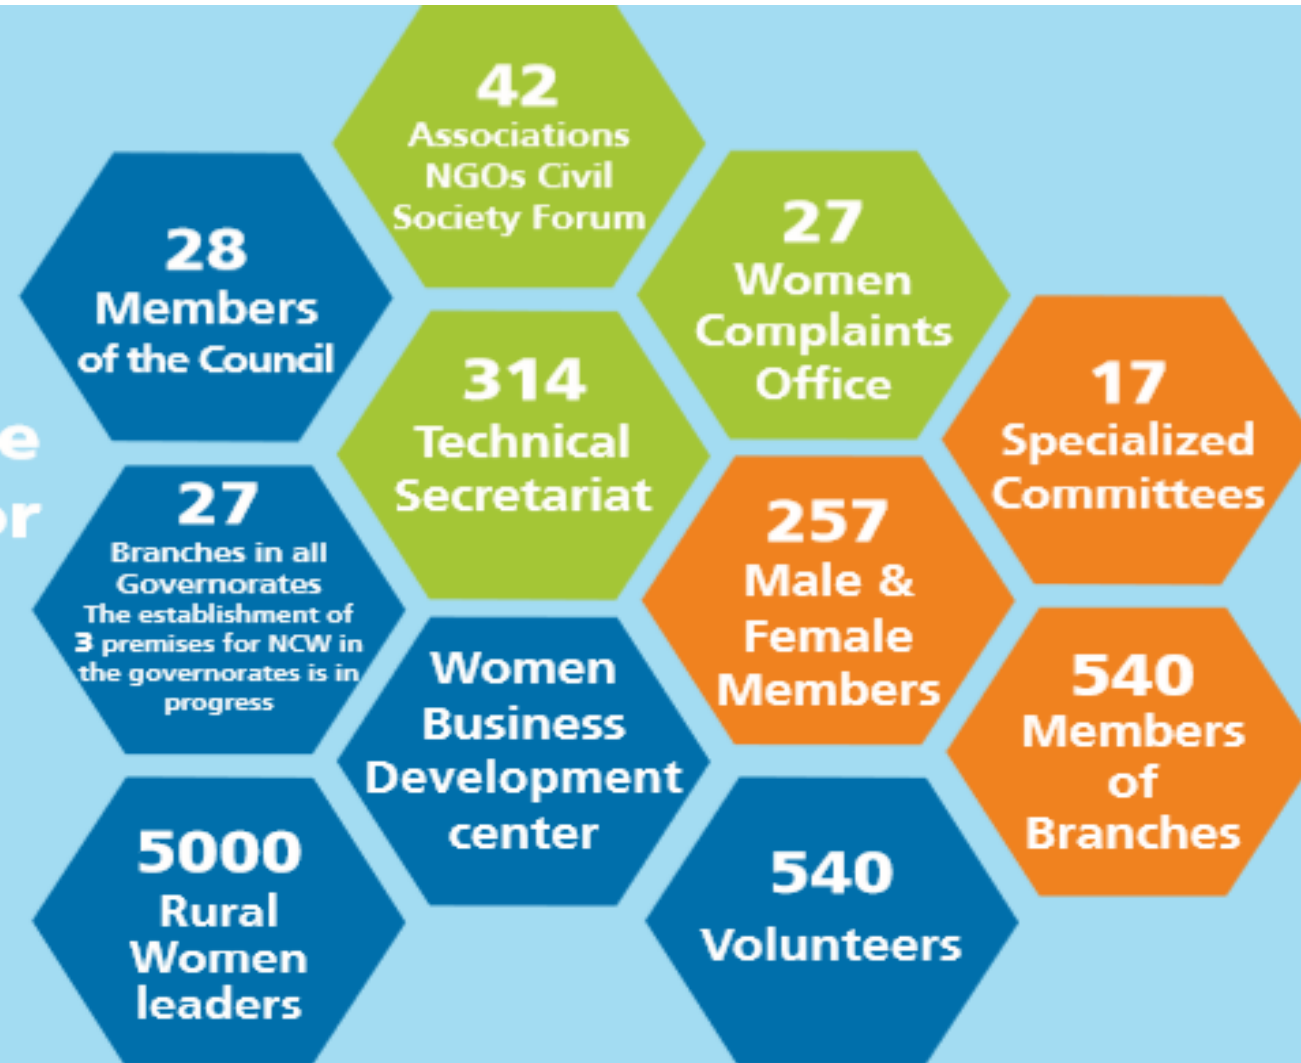 42
Associations
NGOs Civil
Society Forum
28
Members
of the Council
27
Women
Complaints
Office
314
Technical
Secretariat
17
Specialized
Committees
27
Branches in all
Governorates
The establishment of
3 premises for NCW in
the governorates is in
progress
257
Male &
Female
Members
Women
Business
Development
center
540
Members
of
Branches
5000
Rural
Women
leaders
540
Volunteers